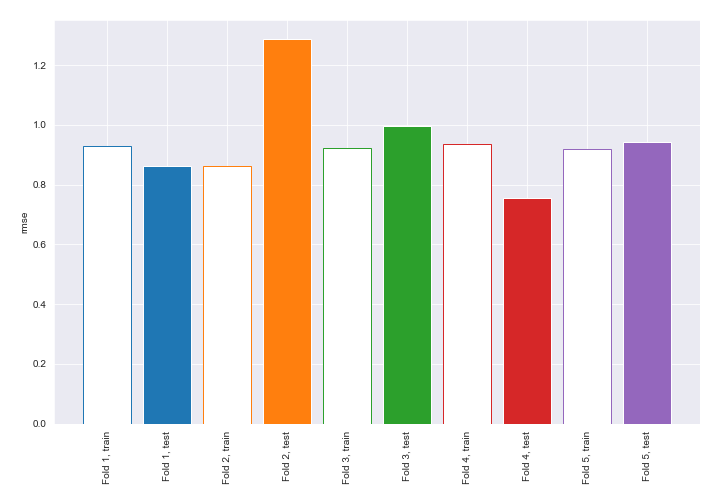 1.2
1.0
0.8
0.6
0.4
0.2
0.0
rmse
Fold 1, train
Fold 1, test
Fold 2, train
Fold 2, test
Fold 3, train
Fold 3, test
Fold 4, train
Fold 4, test
Fold 5, train
Fold 5, test